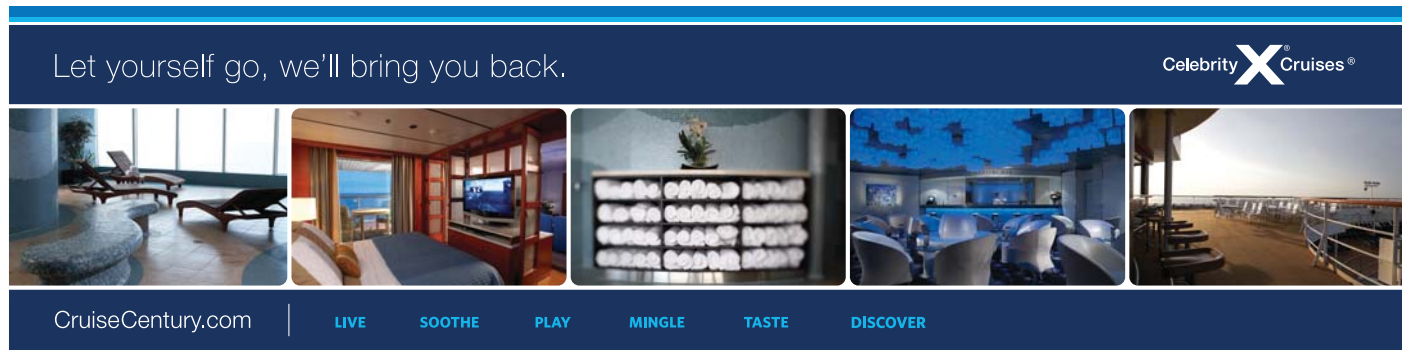 Let yourself go, we'll bring you back.
Celebrity X Cruises®
CruiseCentury.com
LIVE SOOTHE PLAY MINGLE TASTE DISCOVER